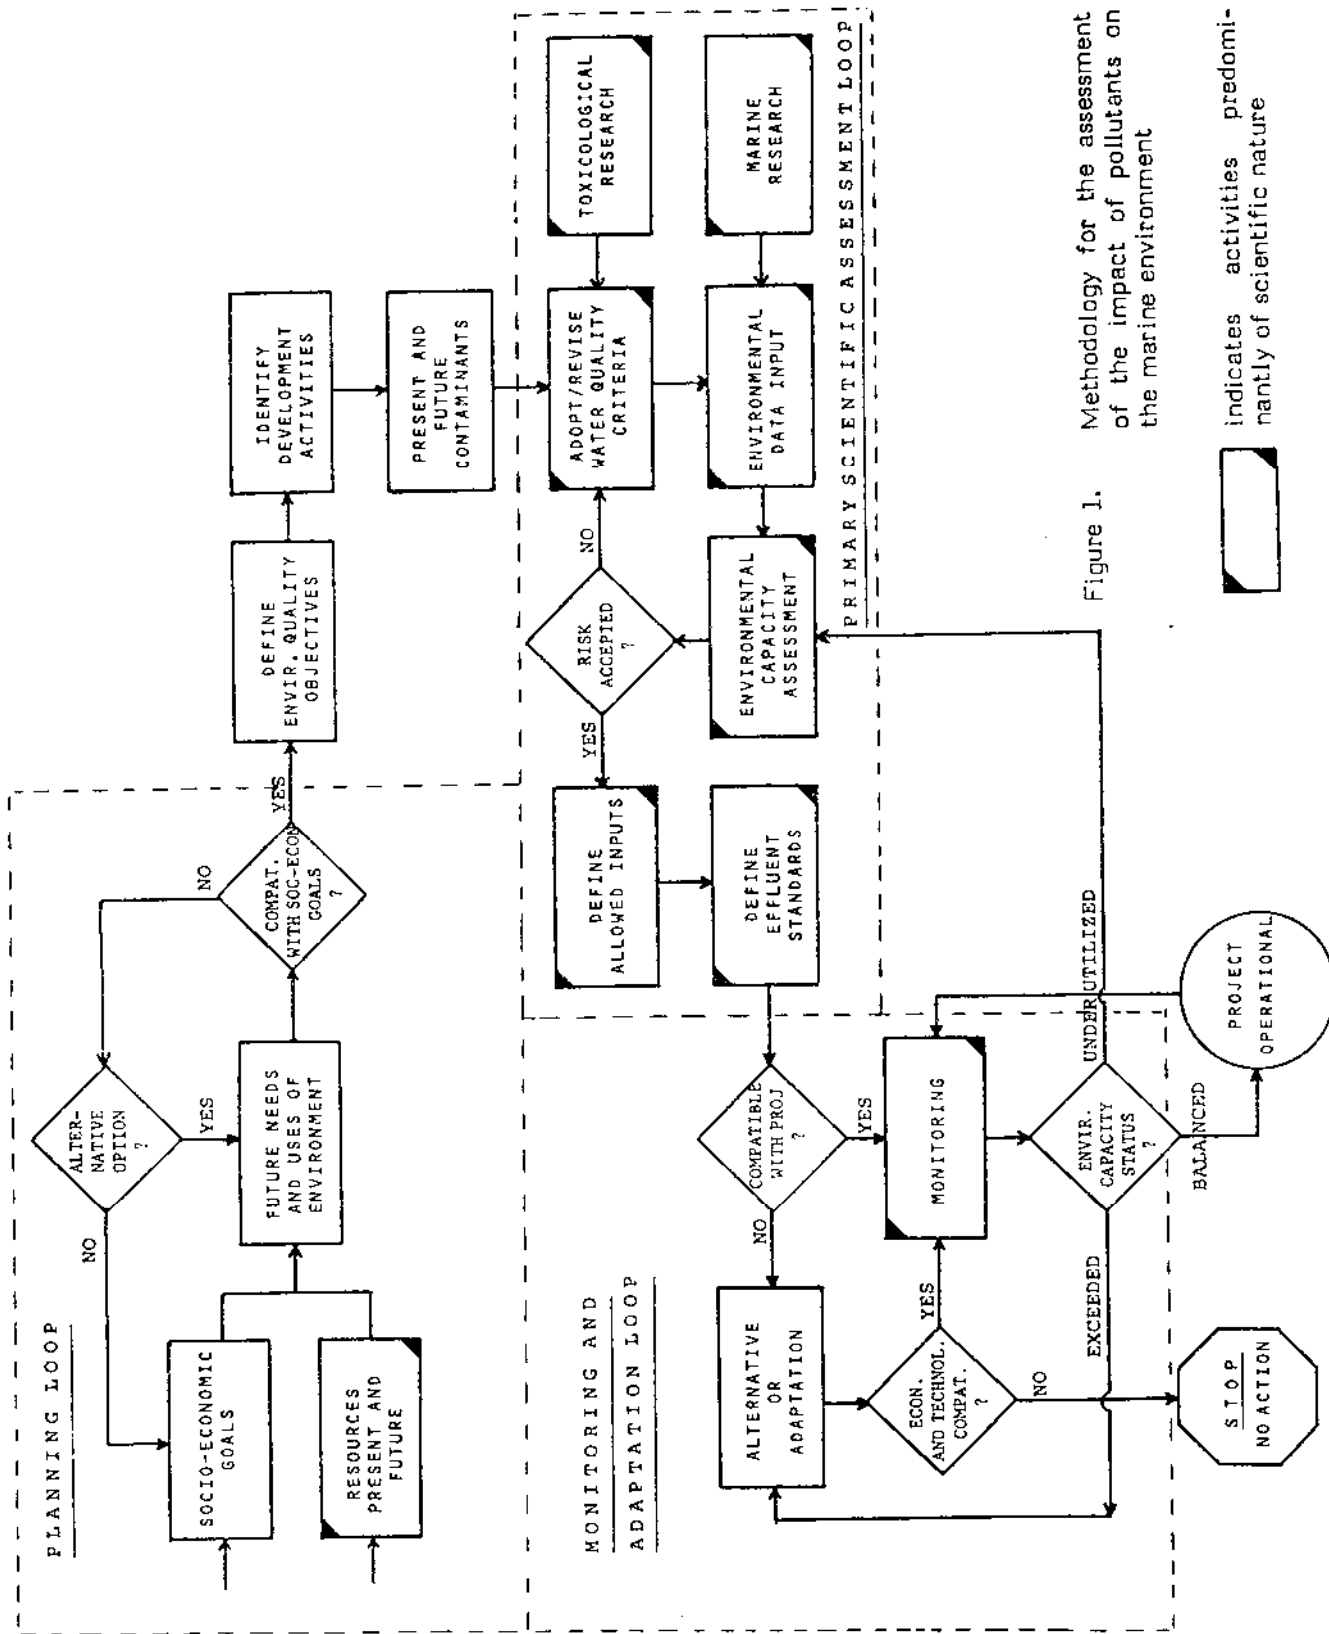 PLANNING LOOP
SOCIO-ECONOMIC
GOALS
RESOURCES
PRESENT AND
FUTURE
NO
ALTER-
NATIVE
OPTION
?
YES
FUTURE NEEDS
AND USES OF
ENVIRONMENT
NO
COMPAT.
WITH SOC-ECON
GOALS
?
YES
DEFINE
ENVIR. QUALITY
OBJECTIVES
IDENTIFY
DEVELOPMENT
ACTIVITIES
PRESENT AND
FUTURE
CONTAMINANTS
MONITORING AND
ADAPTATION LOOP
ALTERNATIVE
OR
ADAPTATION
NO
COMPATIBLE
WITH PROJ
?
YES
ECON.
AND TECHNOL.
COMPAT.
?
YES
NO
MONITORING
EXCEEDED
ENVIR.
CAPACITY
STATUS
?
UNDERUTILIZED
BALANCED
STOP
NO ACTION
PROJECT
OPERATIONAL
DEFINE
ALLOWED INPUTS
DEFINE
EFFLUENT
STANDARDS
YES
RISK
ACCEPTED
?
NO
ADOPT/REVISE
WATER QUALITY
CRITERIA
TOXICOLOGICAL
RESEARCH
ENVIRONMENTAL
CAPACITY
ASSESSMENT
ENVIRONMENTAL
DATA INPUT
MARINE
RESEARCH
PRIMARY SCIENTIFIC ASSESSMENT LOOP
Figure 1. Methodology for the assessment
of the impact of pollutants on
the marine environment
indicates activities predomi-
nantly of scientific nature